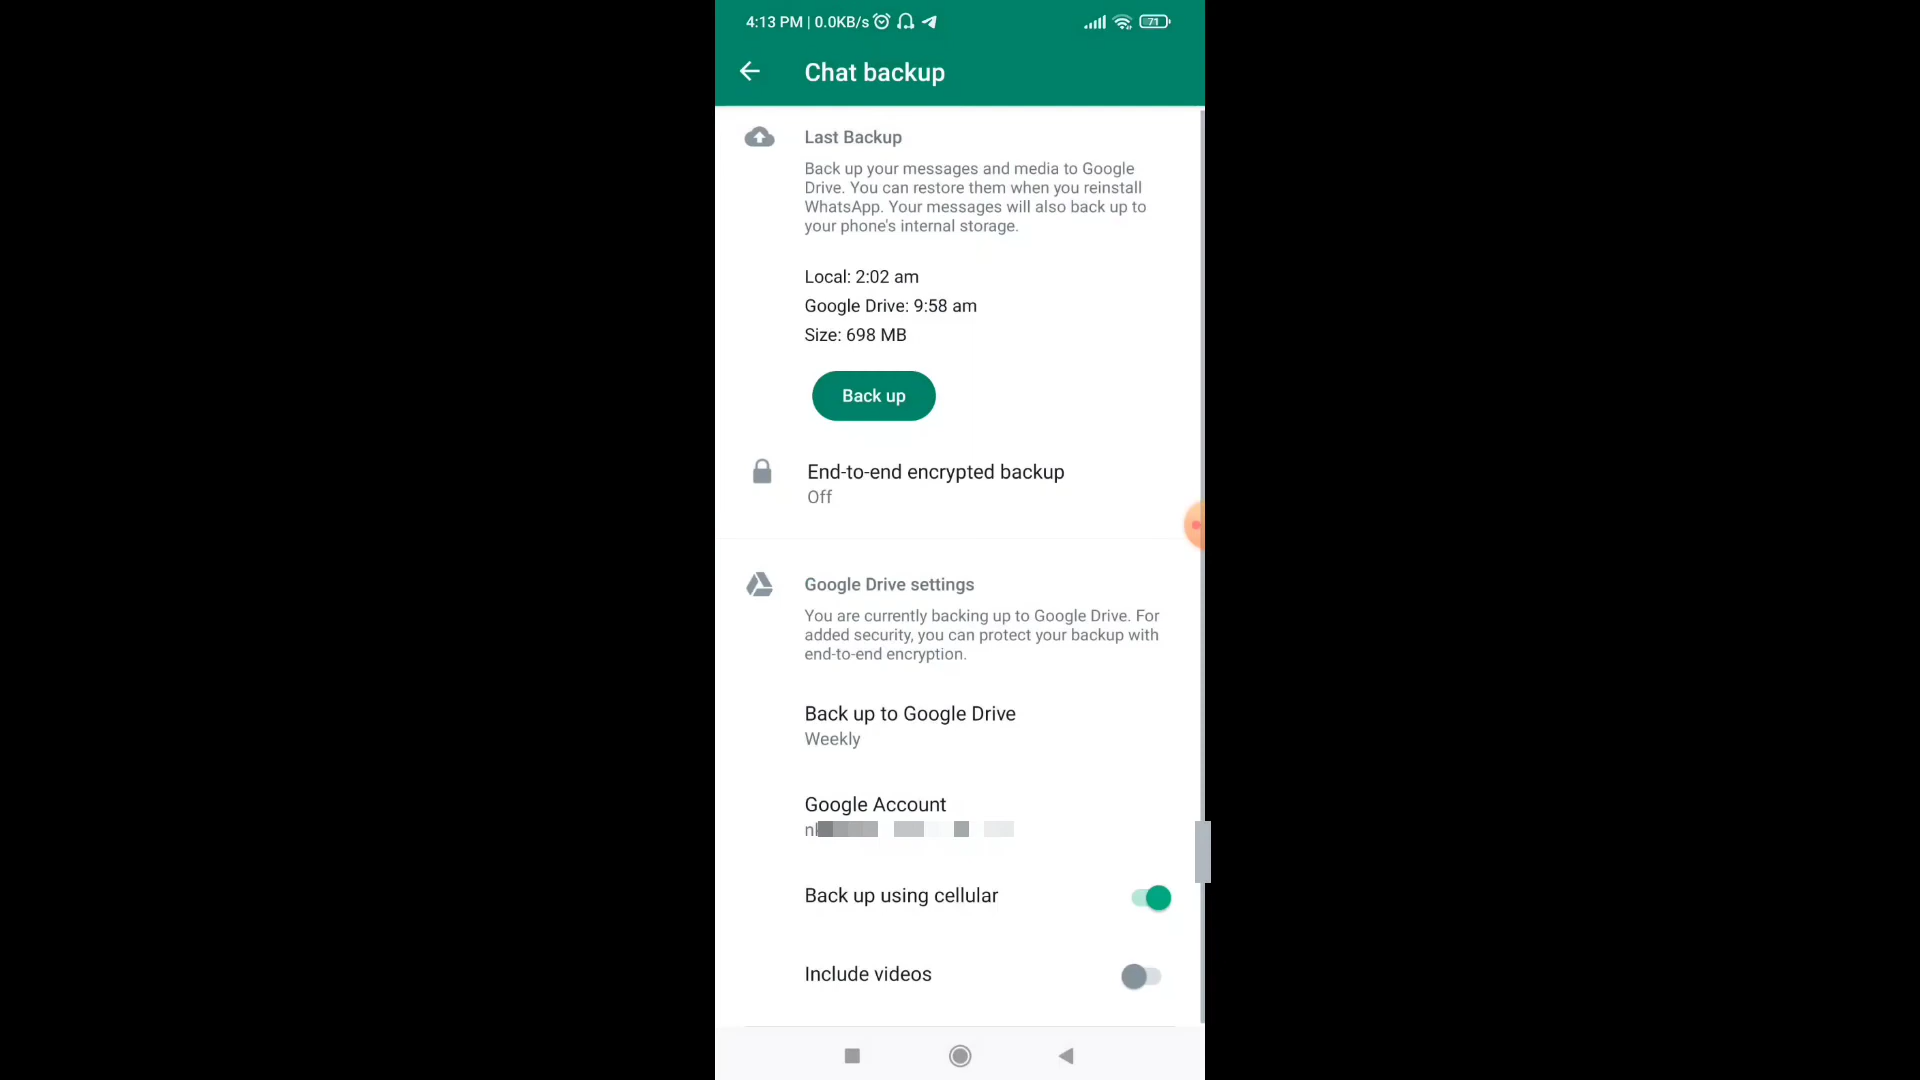 4:13 PM | 0.0KB/s
71
Chat backup
Last Backup
Back up your messages and media to Google
Drive. You can restore them when you reinstall
WhatsApp. Your messages will also back up to
your phone's internal storage.
Local: 2:02 am
Google Drive: 9:58 am
Size: 698 MB
Back up
End-to-end encrypted backup
Off
Google Drive settings
You are currently backing up to Google Drive. For
added security, you can protect your backup with
end-to-end encryption.
Back up to Google Drive
Weekly
Google Account
Back up using cellular
Include videos